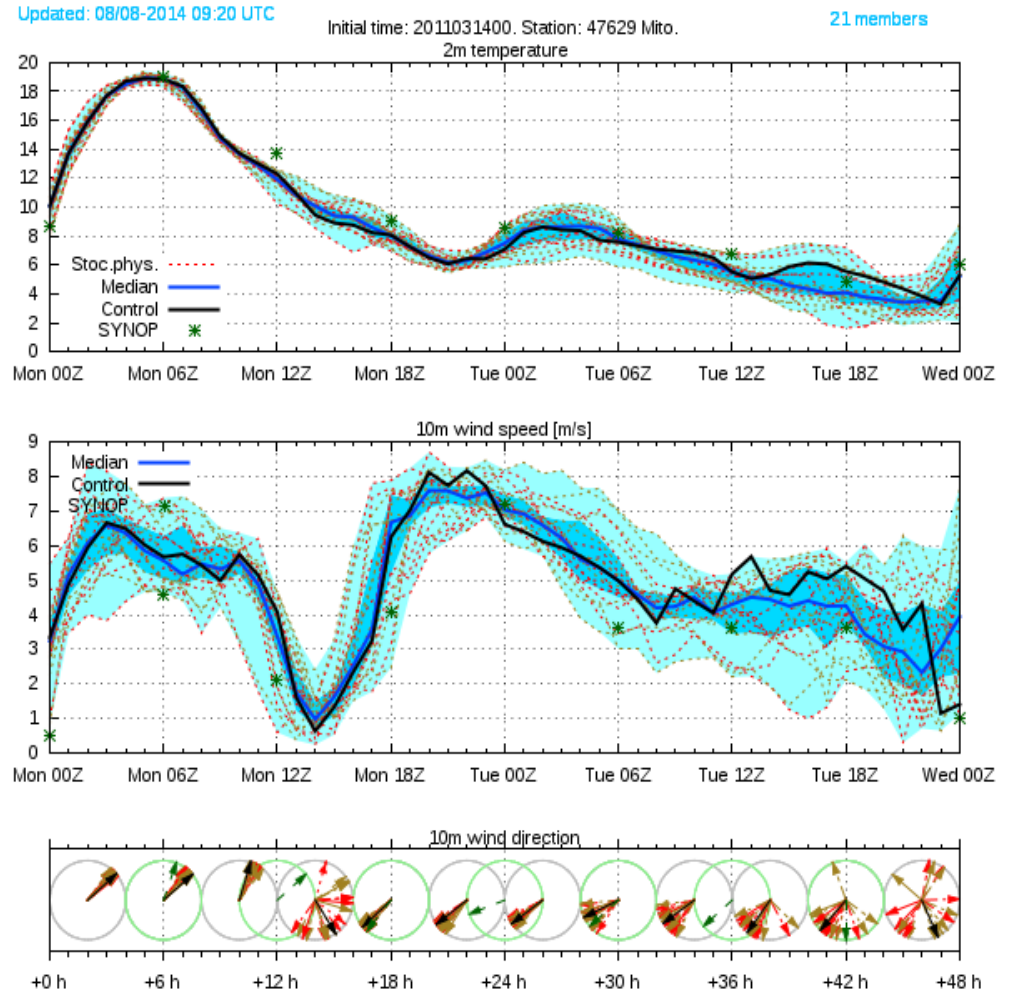 Updated: 08/08-2014 09:20 UTC
21 members
Initial time: 2011031400. Station: 47629 Mito.
2m temperature
20
18
16
14
12
10
8
6
4
2
0
Stoc.phys.
Median
Control
SYNOP
Mon 00Z Mon 06Z Mon 12Z Mon 18Z Tue 00Z Tue 06Z Tue 12Z Tue 18Z Wed 00Z
10m wind speed [m/s]
9
8
7
6
5
4
3
2
1
0
Median
Control
SYNOP
Mon 00Z Mon 06Z Mon 12Z Mon 18Z Tue 00Z Tue 06Z Tue 12Z Tue 18Z Wed 00Z
10m wind direction
+0 h +6 h +12 h +18 h +24 h +30 h +36 h +42 h +48 h